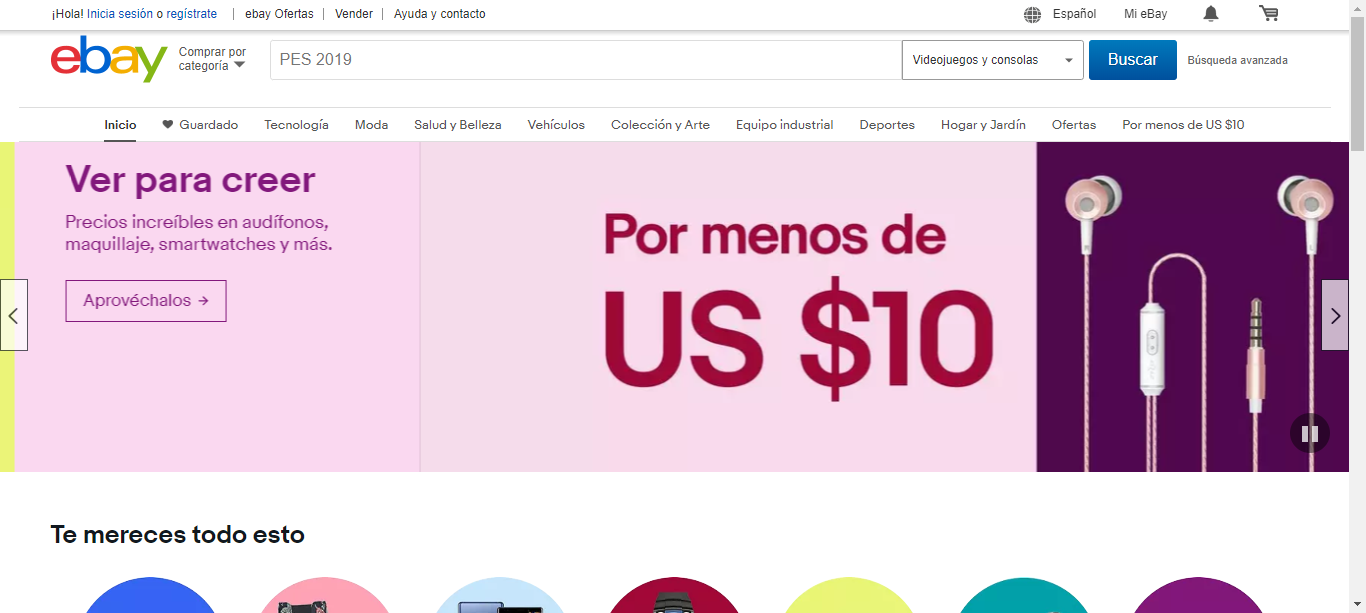 ¡Hola! Inicia sesión o regístrate | ebay Ofertas | Vender | Ayuda y contacto
Español Mi eBay
ebay
Comprar por
categoría
PES 2019
Videojuegos y consolas
Buscar
Búsqueda avanzada
Inicio Guardado Tecnología Moda Salud y Belleza Vehículos Colección y Arte Equipo industrial Deportes Hogar y Jardín Ofertas Por menos de US $10
Ver para creer
Precios increíbles en audífonos,
maquillaje, smartwatches y más.
Aprovéchalos →
Por menos de
US $10
Te mereces todo esto